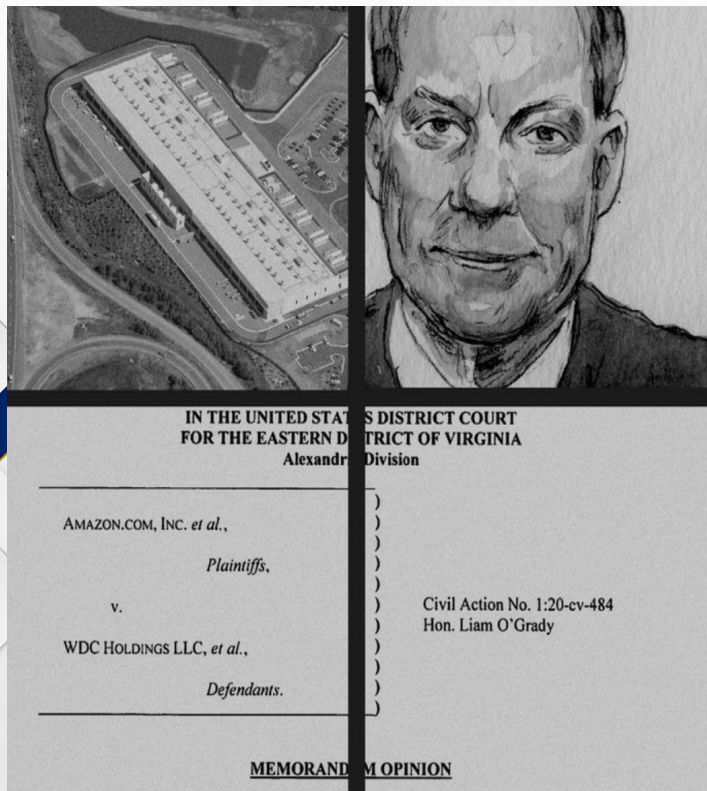 IN THE UNITED STAT S DISTRICT COURT
FOR THE EASTERN D TRICT OF VIRGINIA
Alexandr Division
)
AMAZON.COM, INC. et al., )
)
Plaintiffs, )
)
v. ) Civil Action No. 1:20-cv-484
) Hon. Liam O'Grady
WDC HOLDINGS LLC, et al., )
)
Defendants. )
)
MEMORAND M OPINION